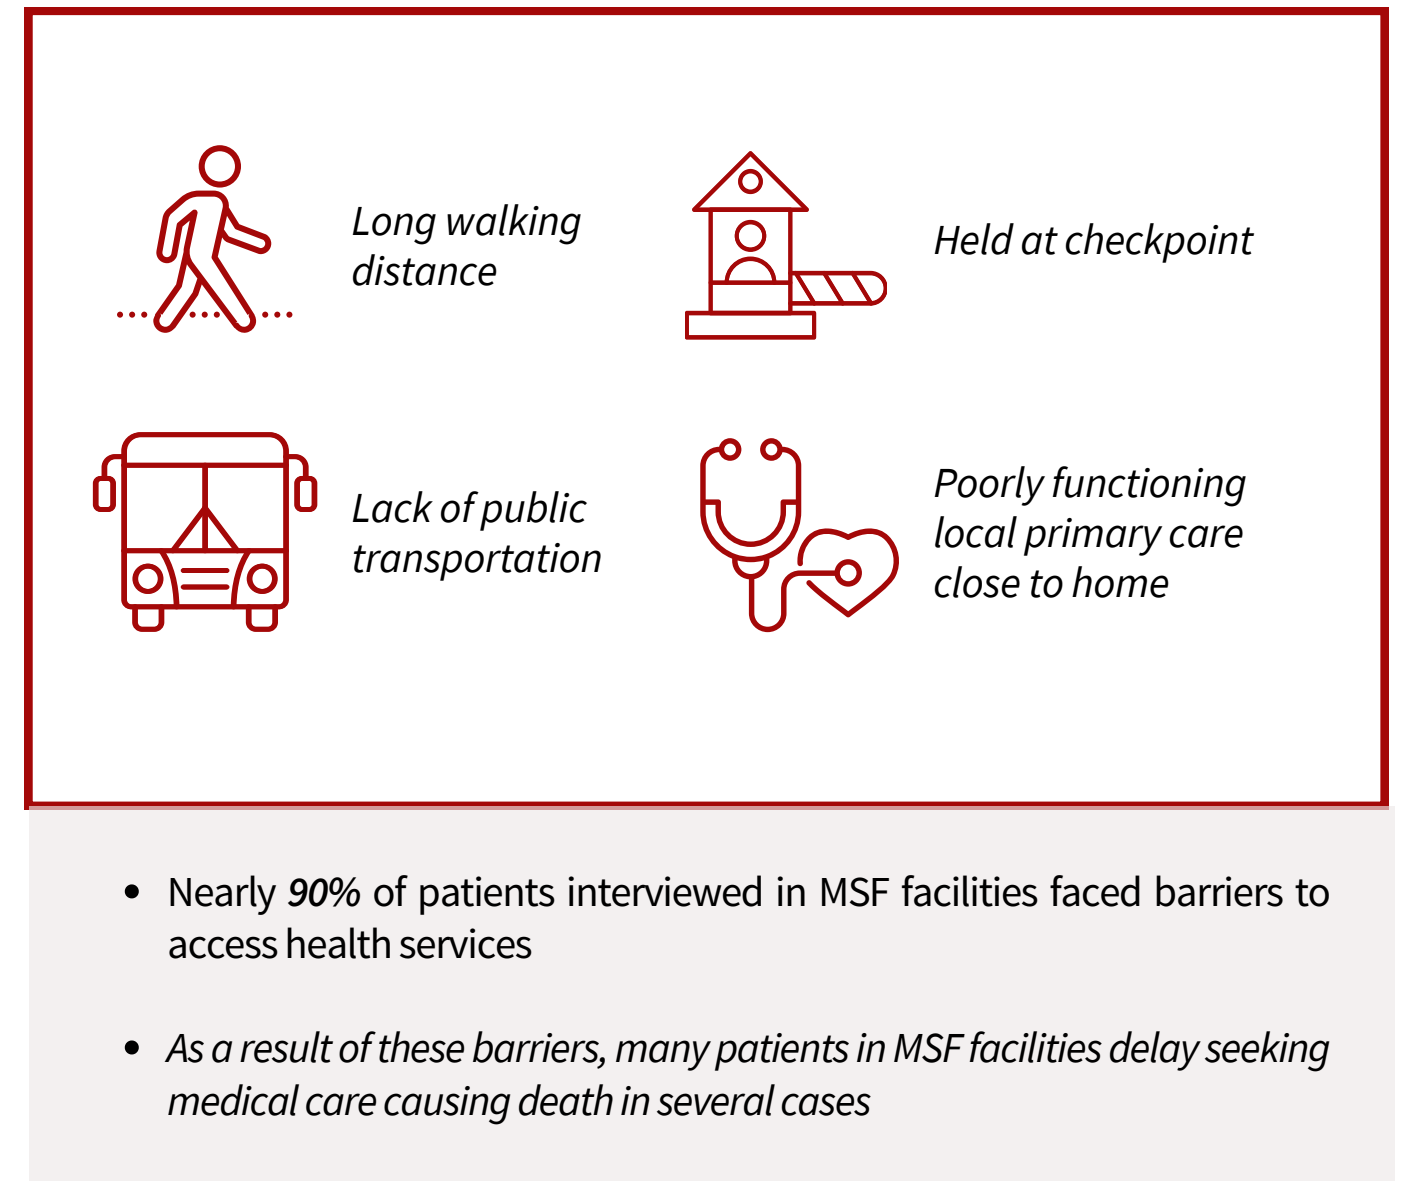 Long walking
distance
Held at checkpoint
Lack of public
transportation
Poorly functioning
local primary care
close to home
• Nearly 90% of patients interviewed in MSF facilities faced barriers to
access health services
• As a result of these barriers, many patients in MSF facilities delay seeking
medical care causing death in several cases